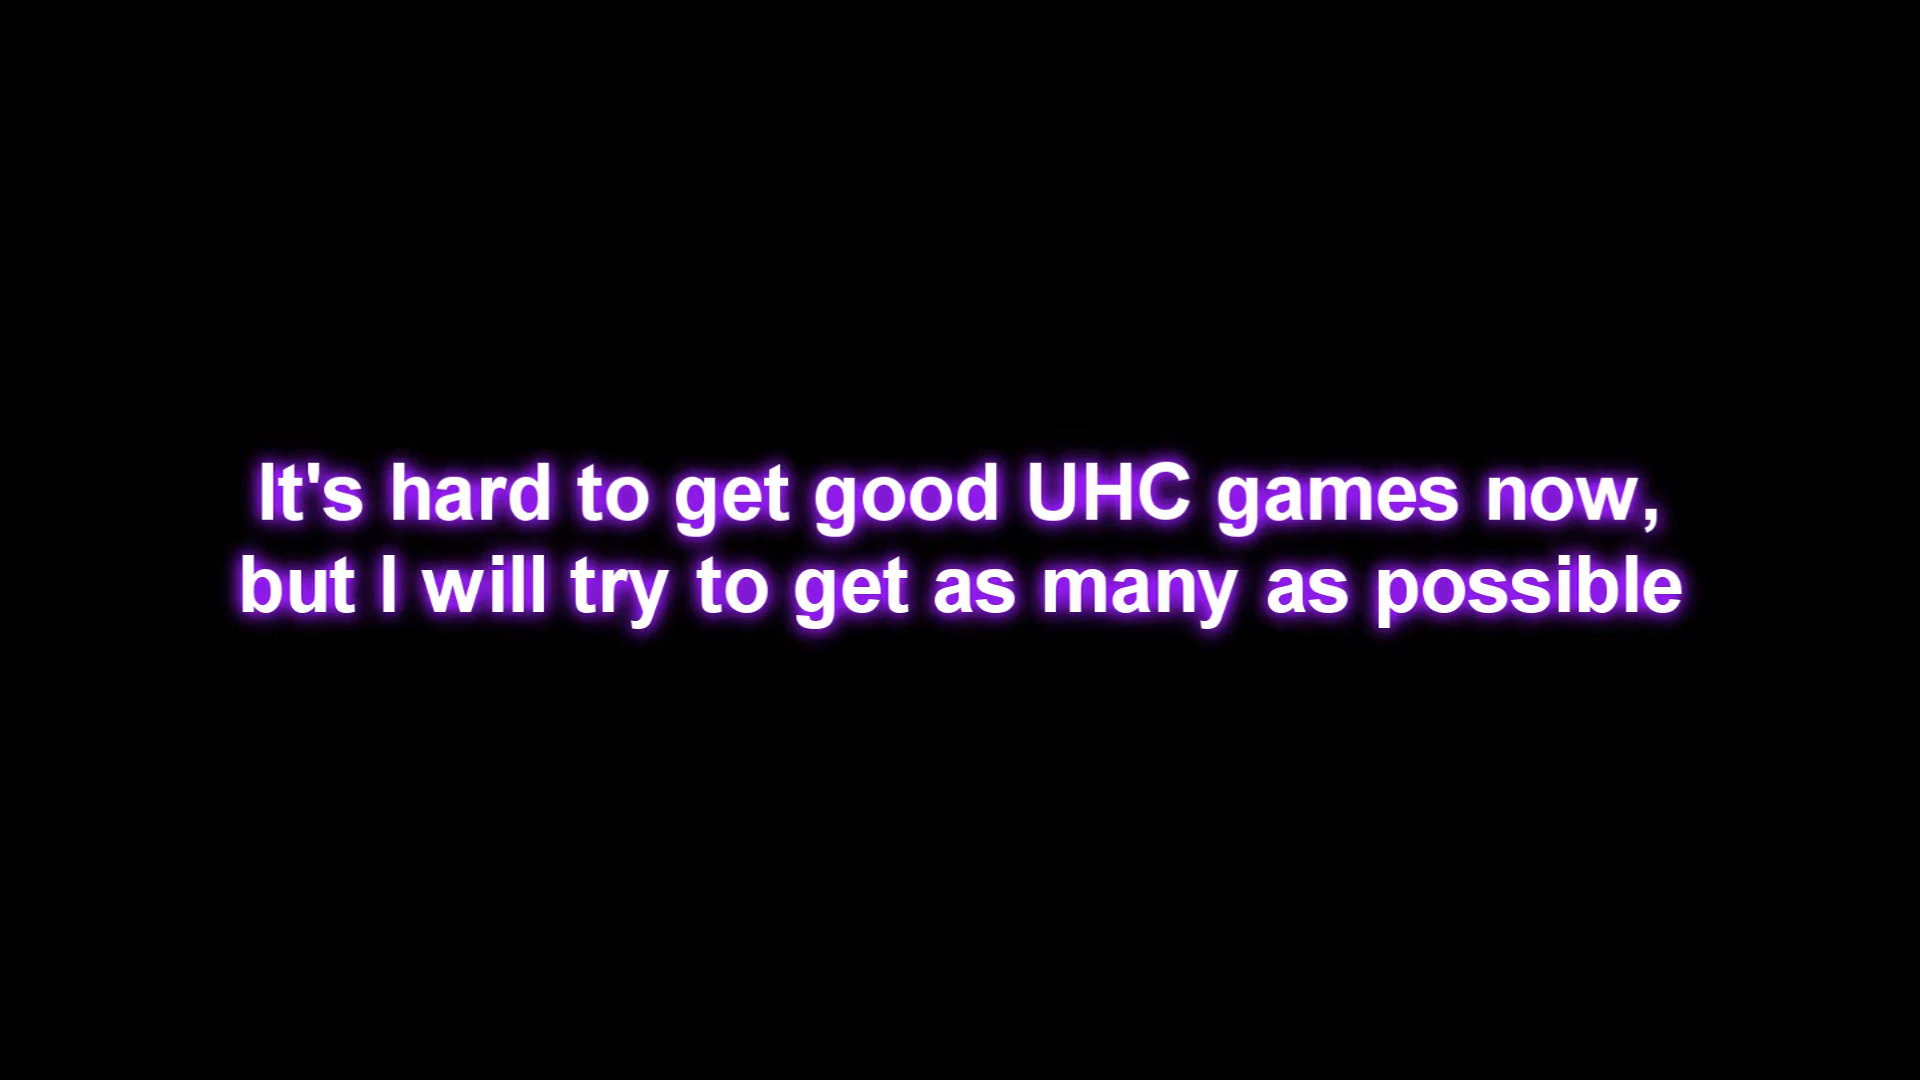 It's hard to get good UHC games now,
but I will try to get as many as possible